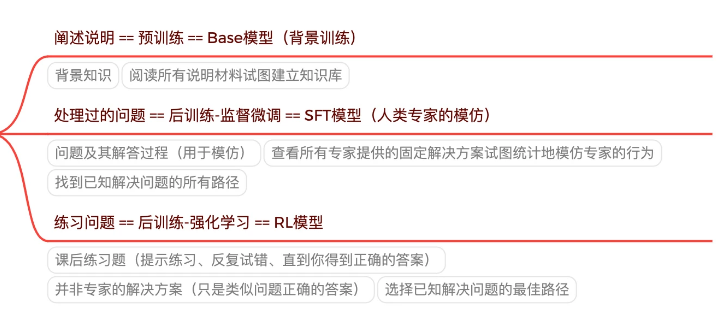 阐述说明 == 预训练 == Base模型（背景训练）
背景知识 阅读所有说明材料试图建立知识库
处理过的问题 == 后训练-监督微调 == SFT模型（人类专家的模仿）
问题及其解答过程（用于模仿） 查看所有专家提供的固定解决方案试图统计地模仿专家的行为
找到已知解决问题的所有路径
练习问题 == 后训练-强化学习 == RL模型
课后练习题（提示练习、反复试错、直到你得到正确的答案）
并非专家的解决方案（只是类似问题正确的答案） 选择已知解决问题的最佳路径